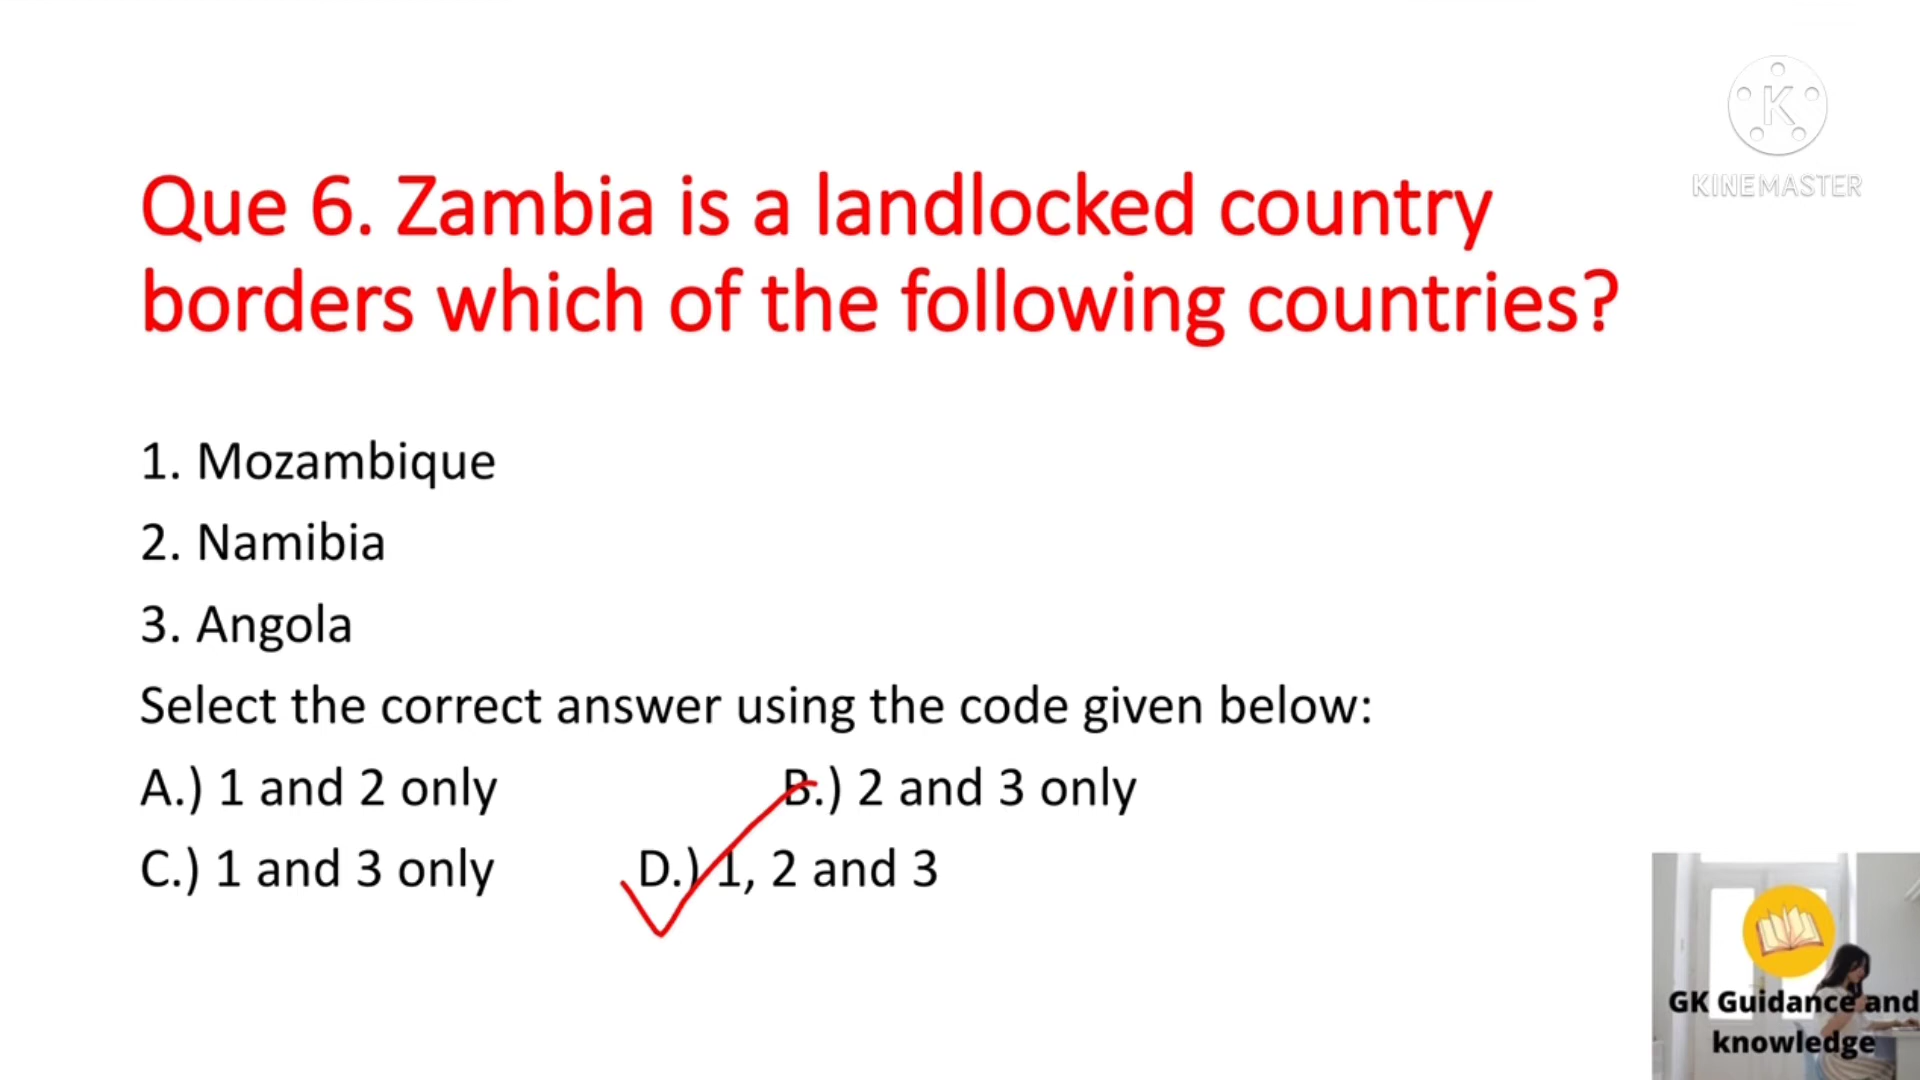 KINEMASTER
Que 6. Zambia is a landlocked country
borders which of the following countries?
1. Mozambique
2. Namibia
3. Angola
Select the correct answer using the code given below:
A.) 1 and 2 only B.) 2 and 3 only
C.) 1 and 3 only D.) 1, 2 and 3
GK Guidance and
knowledge